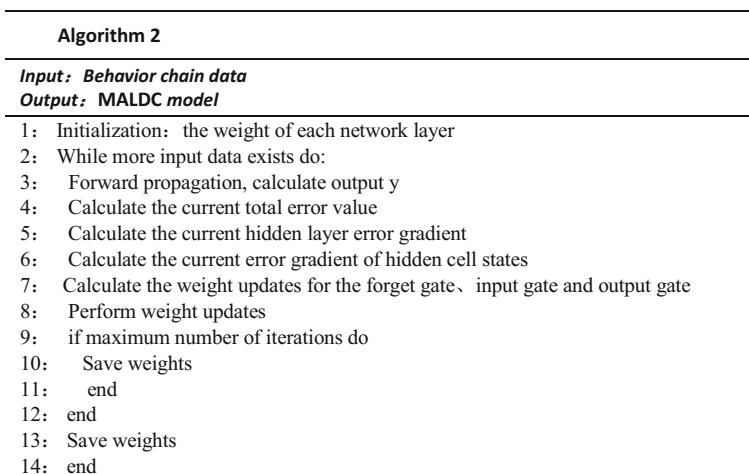 Algorithm 2
Input：Behavior chain data
Output：MALDC model
1： Initialization：the weight of each network layer
2： While more input data exists do:
3： Forward propagation, calculate output y
4： Calculate the current total error value
5： Calculate the current hidden layer error gradient
6： Calculate the current error gradient of hidden cell states
7： Calculate the weight updates for the forget gate、input gate and output gate
8： Perform weight updates
9： if maximum number of iterations do
10： Save weights
11： end
12： end
13： Save weights
14： end